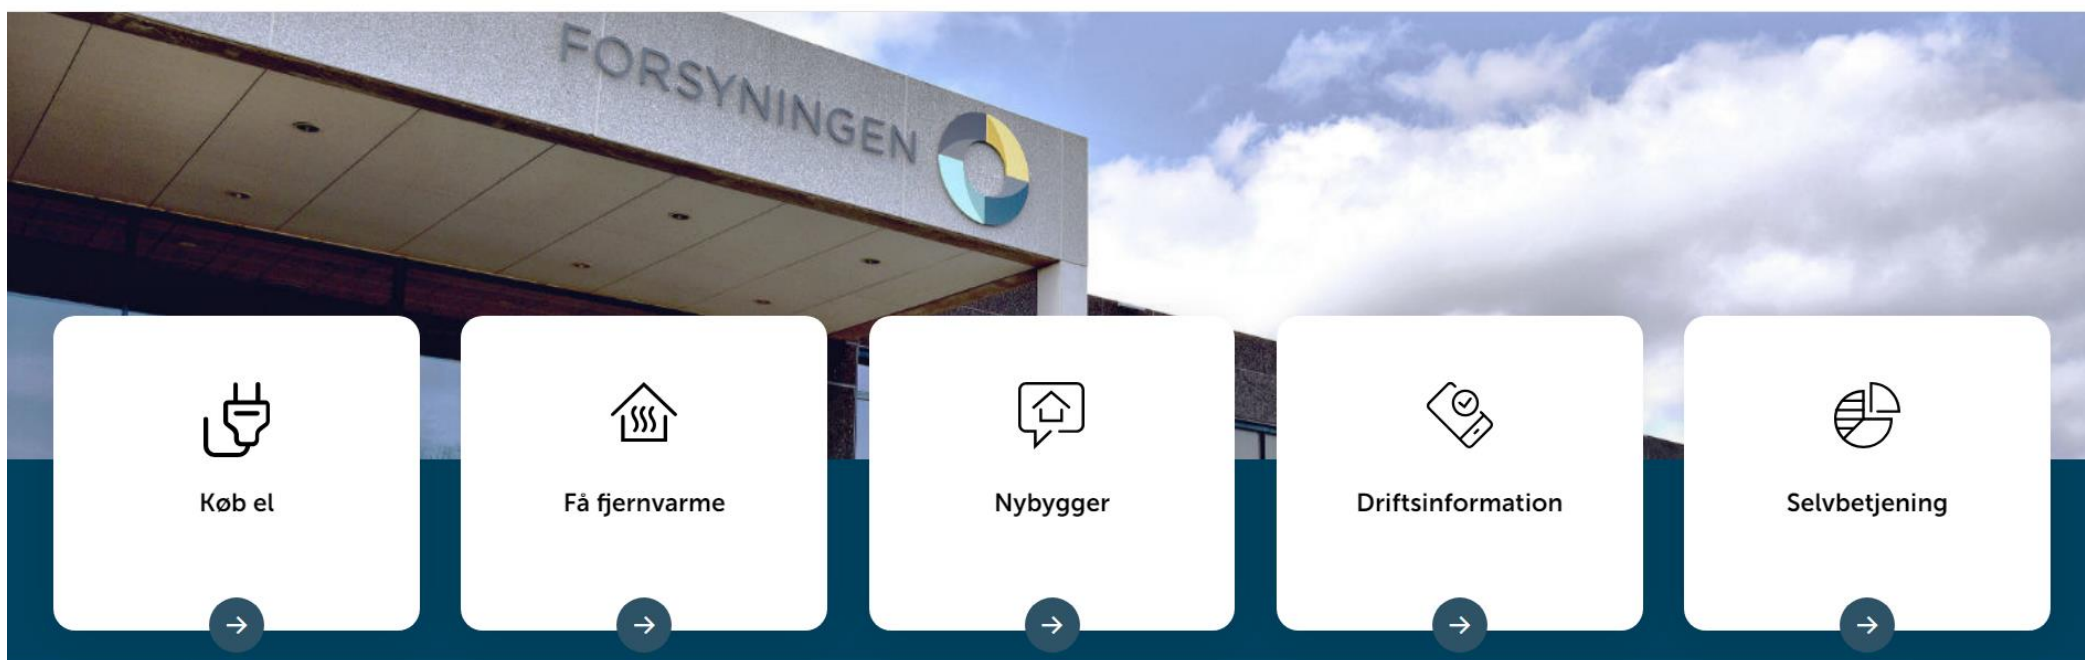 FORSYNINGEN
Køb el
Få fjernvarme
Nybygger
Driftsinformation
Selvbetjening